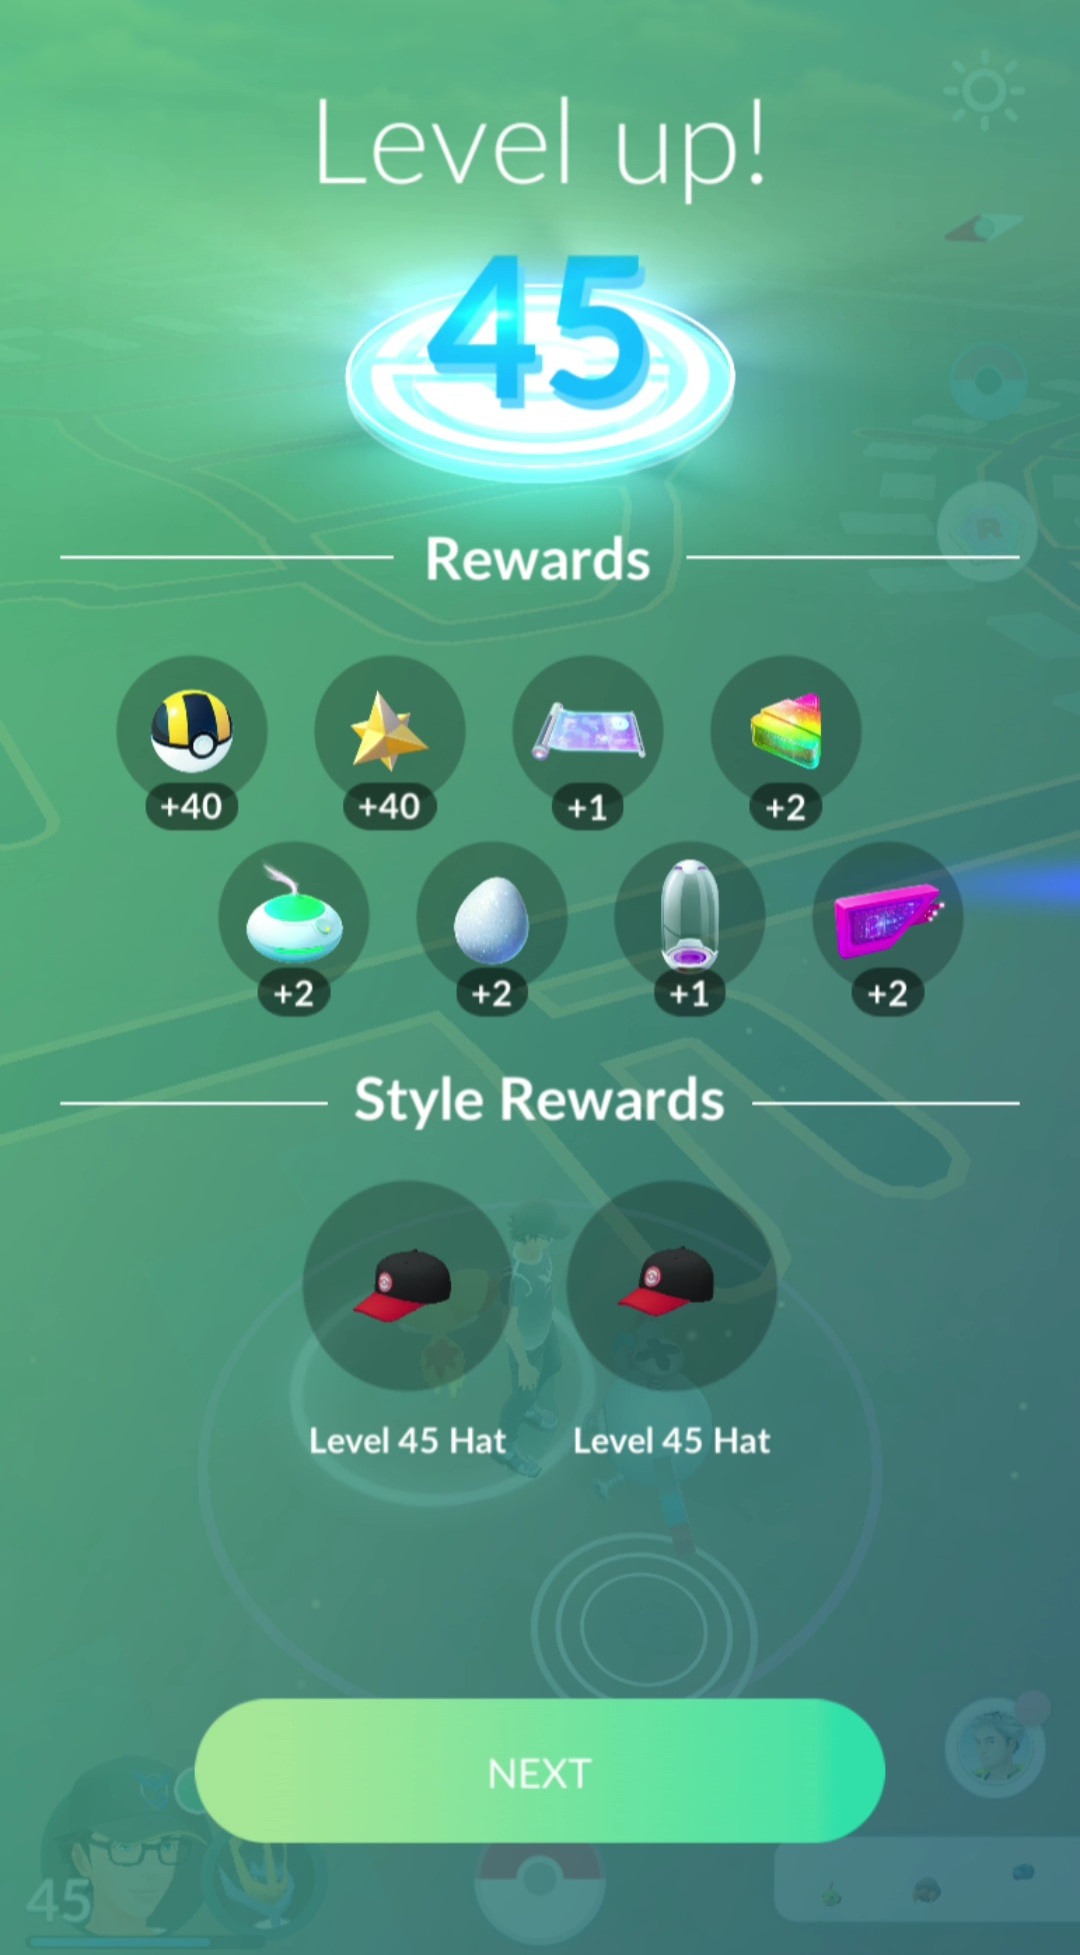 Level up!
45
Rewards
+40 +40 +1 +2
+2 +2 +1 +2
Style Rewards
Level 45 Hat Level 45 Hat
NEXT
45